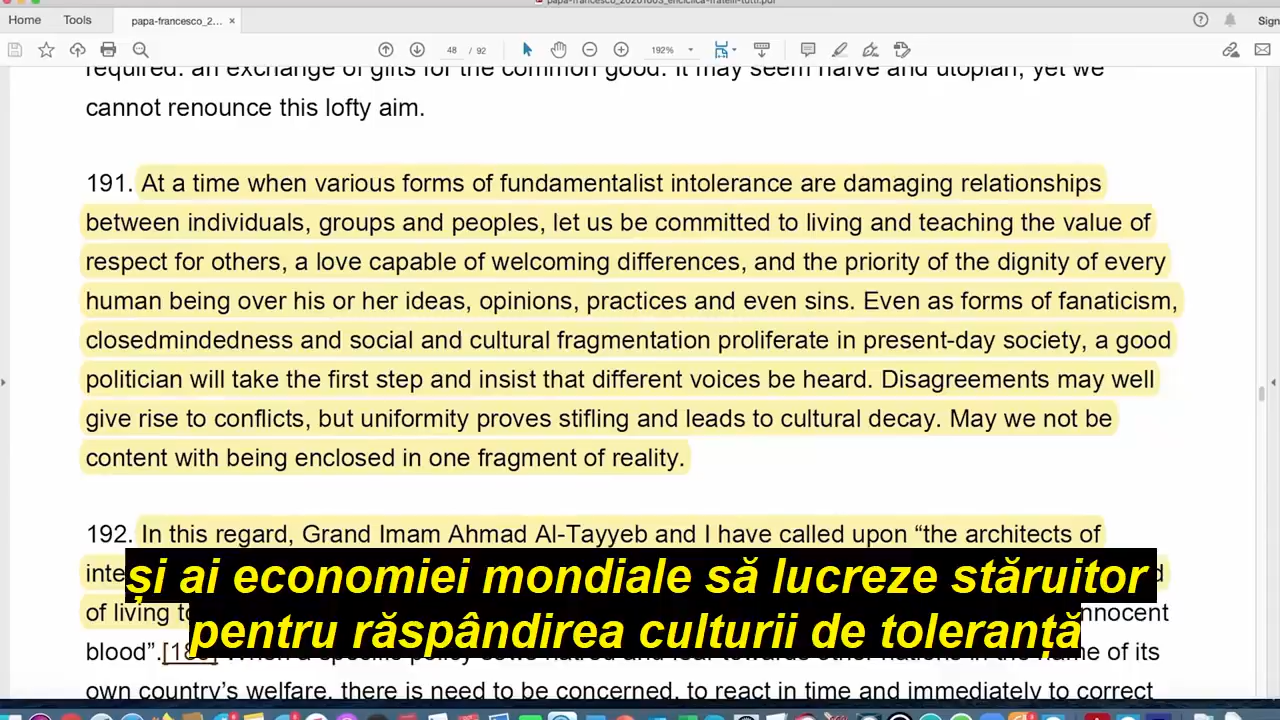 papa-francesco_20201003_enciclica-fratelli-tutti.pdf
Home Tools papa-francesco_2... × Sign
48 / 92 192%
required: an exchange of gifts for the common good. It may seem naive and utopian, yet we
cannot renounce this lofty aim.
191. At a time when various forms of fundamentalist intolerance are damaging relationships
between individuals, groups and peoples, let us be committed to living and teaching the value of
respect for others, a love capable of welcoming differences, and the priority of the dignity of every
human being over his or her ideas, opinions, practices and even sins. Even as forms of fanaticism,
closedmindedness and social and cultural fragmentation proliferate in present-day society, a good
politician will take the first step and insist that different voices be heard. Disagreements may well
give rise to conflicts, but uniformity proves stifling and leads to cultural decay. May we not be
content with being enclosed in one fragment of reality.
192. In this regard, Grand Imam Ahmad Al-Tayyeb and I have called upon “the architects of
și ai economiei mondiale să lucreze stăruitor
of living
pentru răspândirea culturii de toleranță
blood”. own country’s welfare, there is need to be concerned, to react in time and immediately to correct